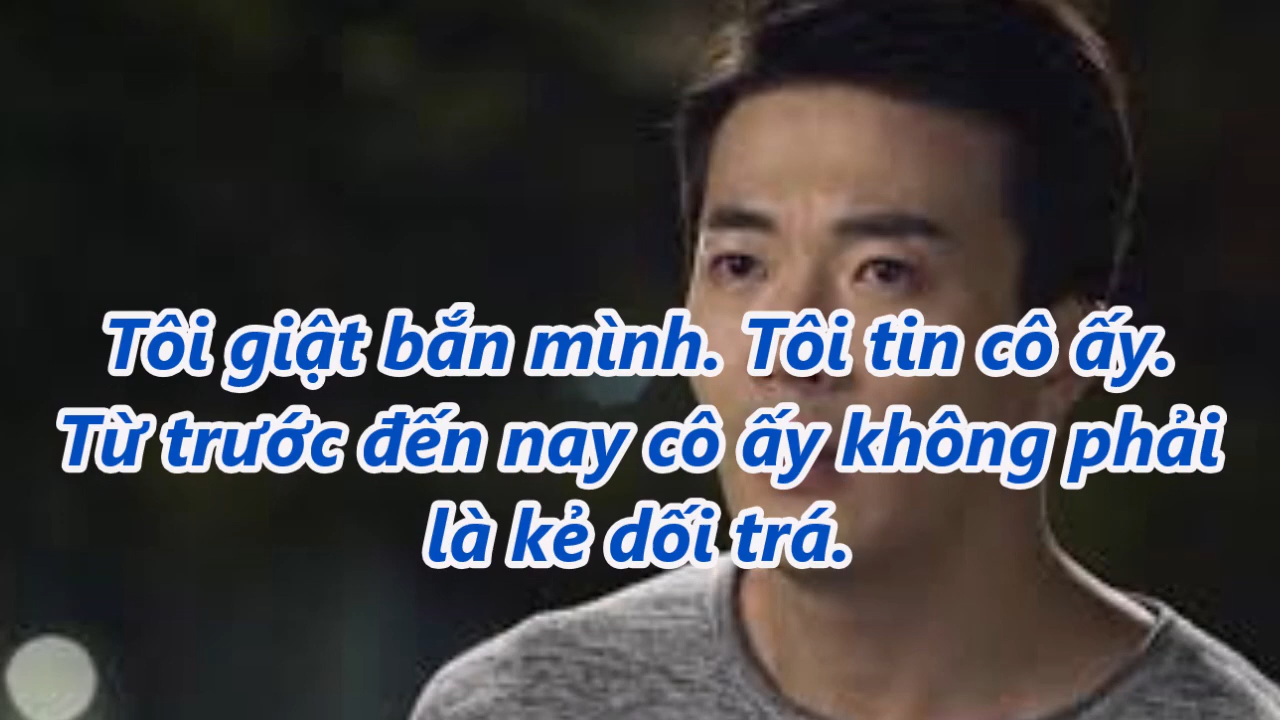 Tôi giật bắn mình. Tôi tin cô ấy.
Từ trước đến nay cô ấy không phải
là kẻ dối trá.